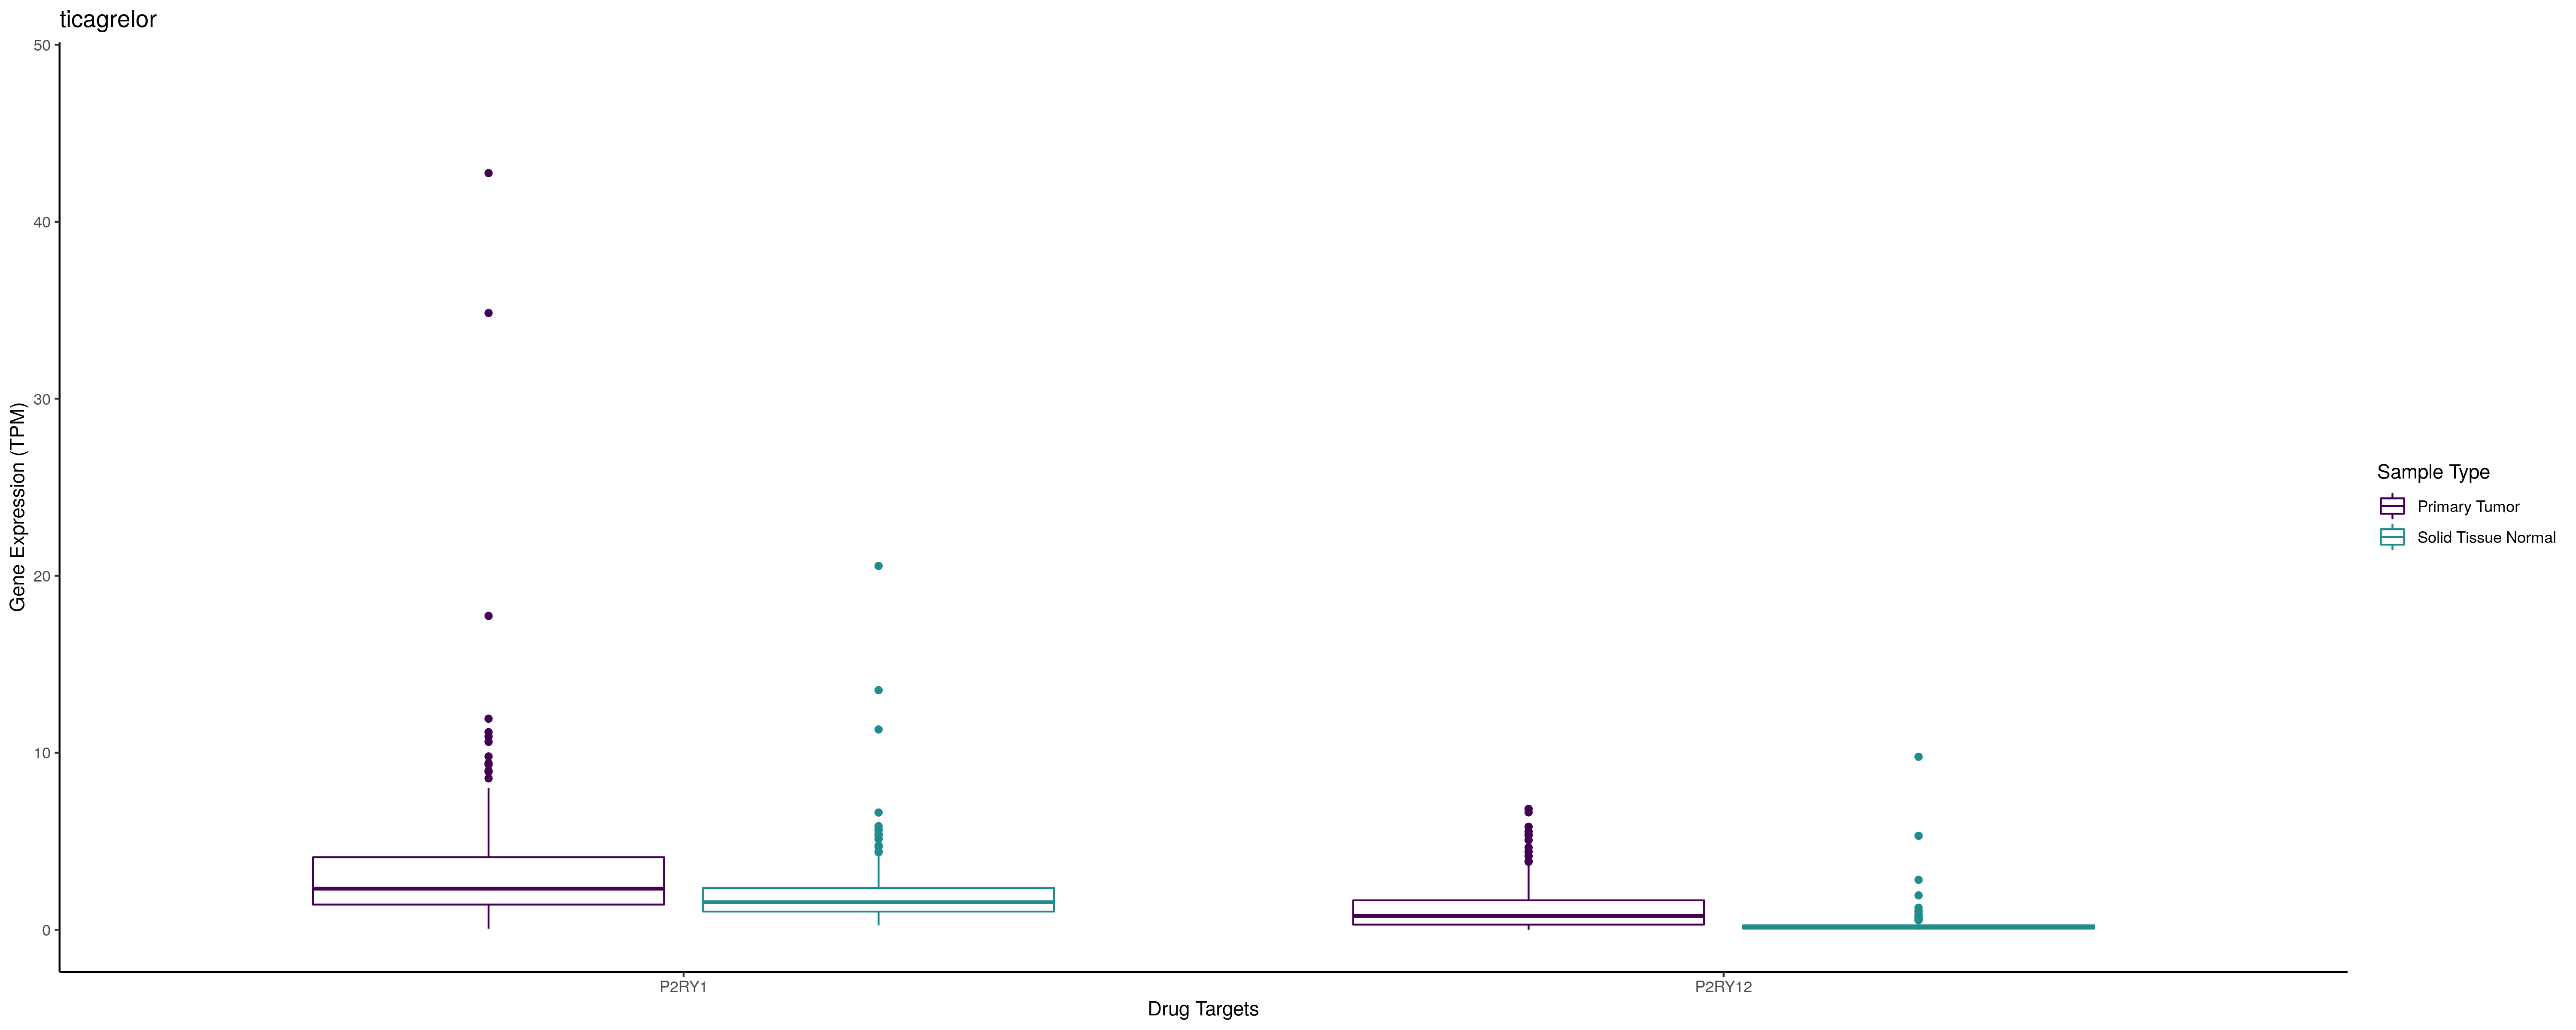 ticagrelor
50
40
30
20
10
0
Gene Expression (TPM)
P2RY1
P2RY12
Drug Targets
Sample Type
Primary Tumor
Solid Tissue Normal